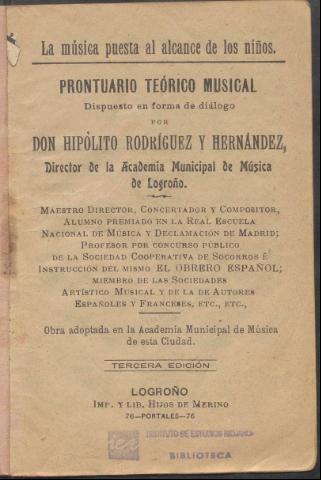 La música puesta al alcance de los niños.
PRONTUARIO TEÓRICO MUSICAL
Dispuesto en forma de diálogo
POR
DON HIPÓLITO RODRÍGUEZ Y HERNÁNDEZ,
Director de la Academia Municipal de Música
de Logroño.
MAESTRO DIRECTOR, CONCERTADOR Y COMPOSITOR,
ALUMNO PREMIADO EN LA REAL ESCUELA
NACIONAL DE MÚSICA Y DECLAMACIÓN DE MADRID;
PROFESOR POR CONCURSO PÚBLICO
DE LA SOCIEDAD COOPERATIVA DE SOCORROS É
INSTRUCCIÓN DEL MISMO EL OBRERO ESPAÑOL;
MIEMBRO DE LAS SOCIEDADES
ARTÍSTICO MUSICAL Y DE LA DE AUTORES
ESPAÑOLES Y FRANCESES, ETC., ETC.,
Obra adoptada en la Academia Municipal de Música
de esta Ciudad.
TERCERA EDICIÓN
LOGROÑO
IMP. Y LIB. HIJOS DE MERINO
76—PORTALES—76
INSTITUTO DE ESTUDIOS RIOJANOS
BIBLIOTECA